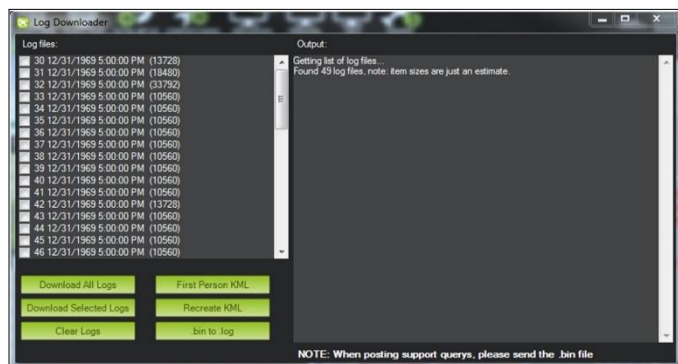 Log Downloader
Log files:
30 12/31/1969 5:00:00 PM (13728)
31 12/31/1969 5:00:00 PM (18480)
32 12/31/1969 5:00:00 PM (33792)
33 12/31/1969 5:00:00 PM (10560)
34 12/31/1969 5:00:00 PM (10560)
35 12/31/1969 5:00:00 PM (10560)
36 12/31/1969 5:00:00 PM (10560)
37 12/31/1969 5:00:00 PM (10560)
38 12/31/1969 5:00:00 PM (10560)
39 12/31/1969 5:00:00 PM (10560)
40 12/31/1969 5:00:00 PM (10560)
41 12/31/1969 5:00:00 PM (10560)
42 12/31/1969 5:00:00 PM (13728)
43 12/31/1969 5:00:00 PM (10560)
44 12/31/1969 5:00:00 PM (10560)
45 12/31/1969 5:00:00 PM (10560)
46 12/31/1969 5:00:00 PM (10560)
Download All Logs
First Person KML
Download Selected Logs
Recreate KML
Clear Logs
.bin to .log
Output:
Getting list of log files...
Found 49 log files, note: item sizes are just an estimate.
NOTE: When posting support querys, please send the .bin file